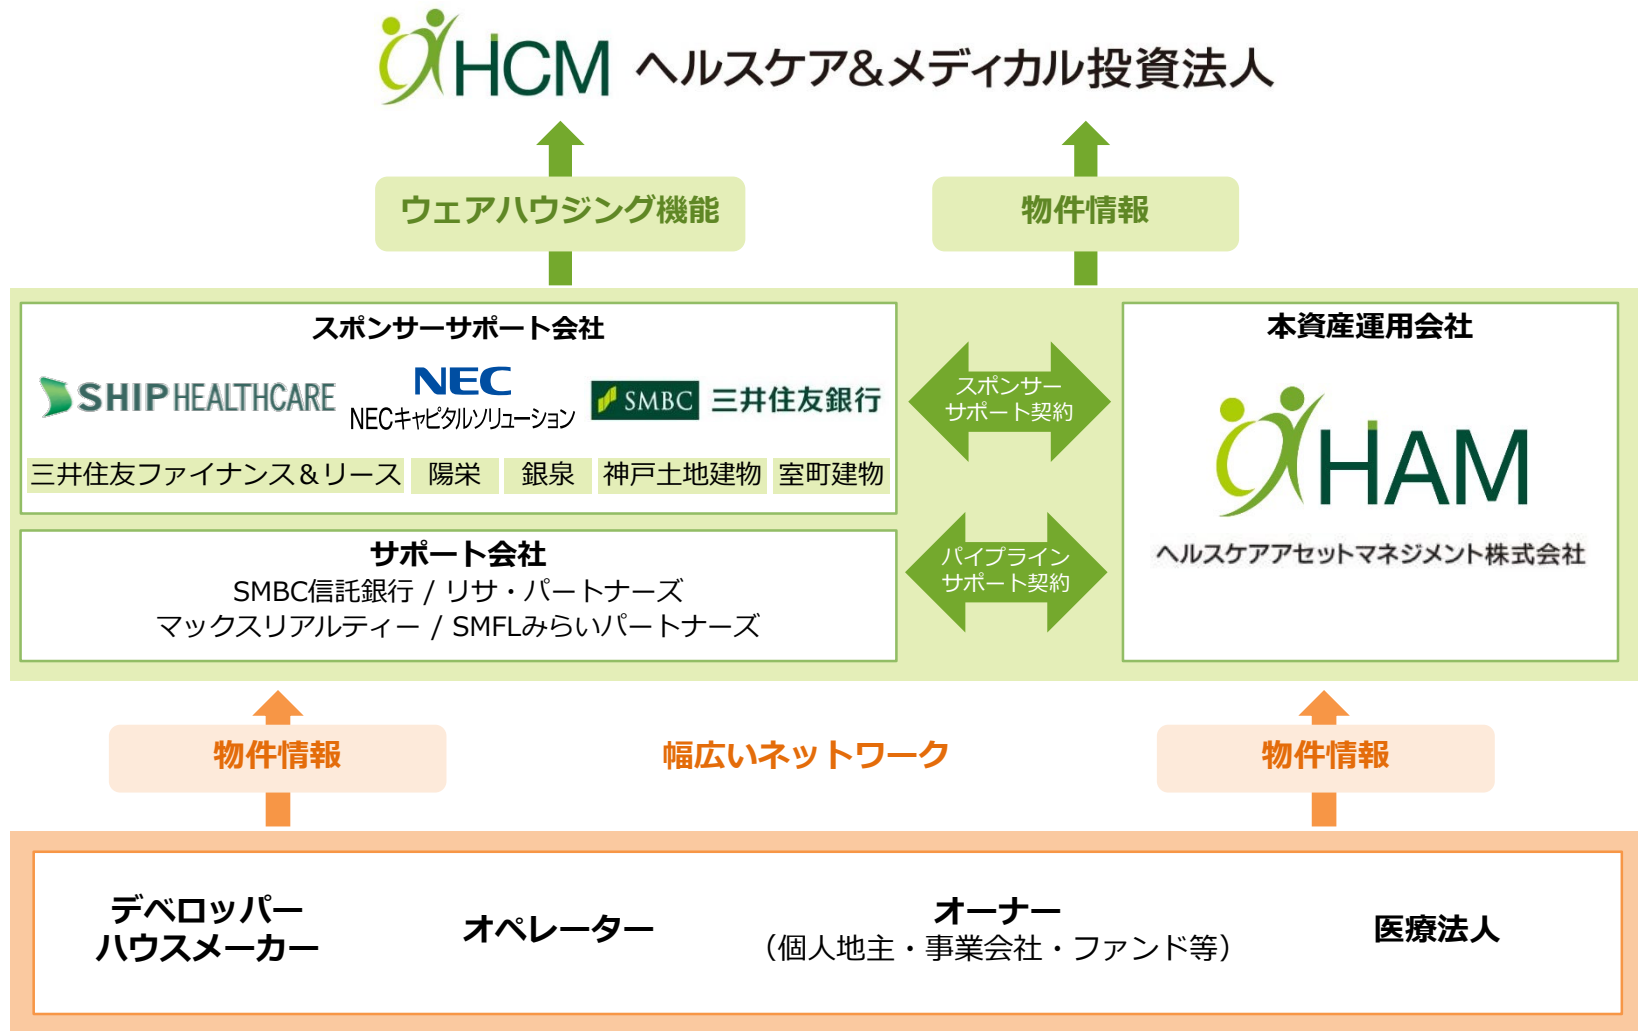 HCM ヘルスケア&メディカル投資法人
ウェアハウジング機能
物件情報
スポンサーサポート会社
SHIP HEALTHCARE
NEC
NECキャピタルソリューション
SMBC 三井住友銀行
三井住友ファイナンス＆リース
陽栄
銀泉
神戸土地建物
室町建物
サポート会社
SMBC信託銀行 / リサ・パートナーズ
マックスリアルティー / SMFLみらいパートナーズ
スポンサー
サポート契約
パイプライン
サポート契約
本資産運用会社
HAM
ヘルスケアアセットマネジメント株式会社
物件情報
幅広いネットワーク
物件情報
デベロッパー
ハウスメーカー
オペレーター
オーナー
（個人地主・事業会社・ファンド等）
医療法人